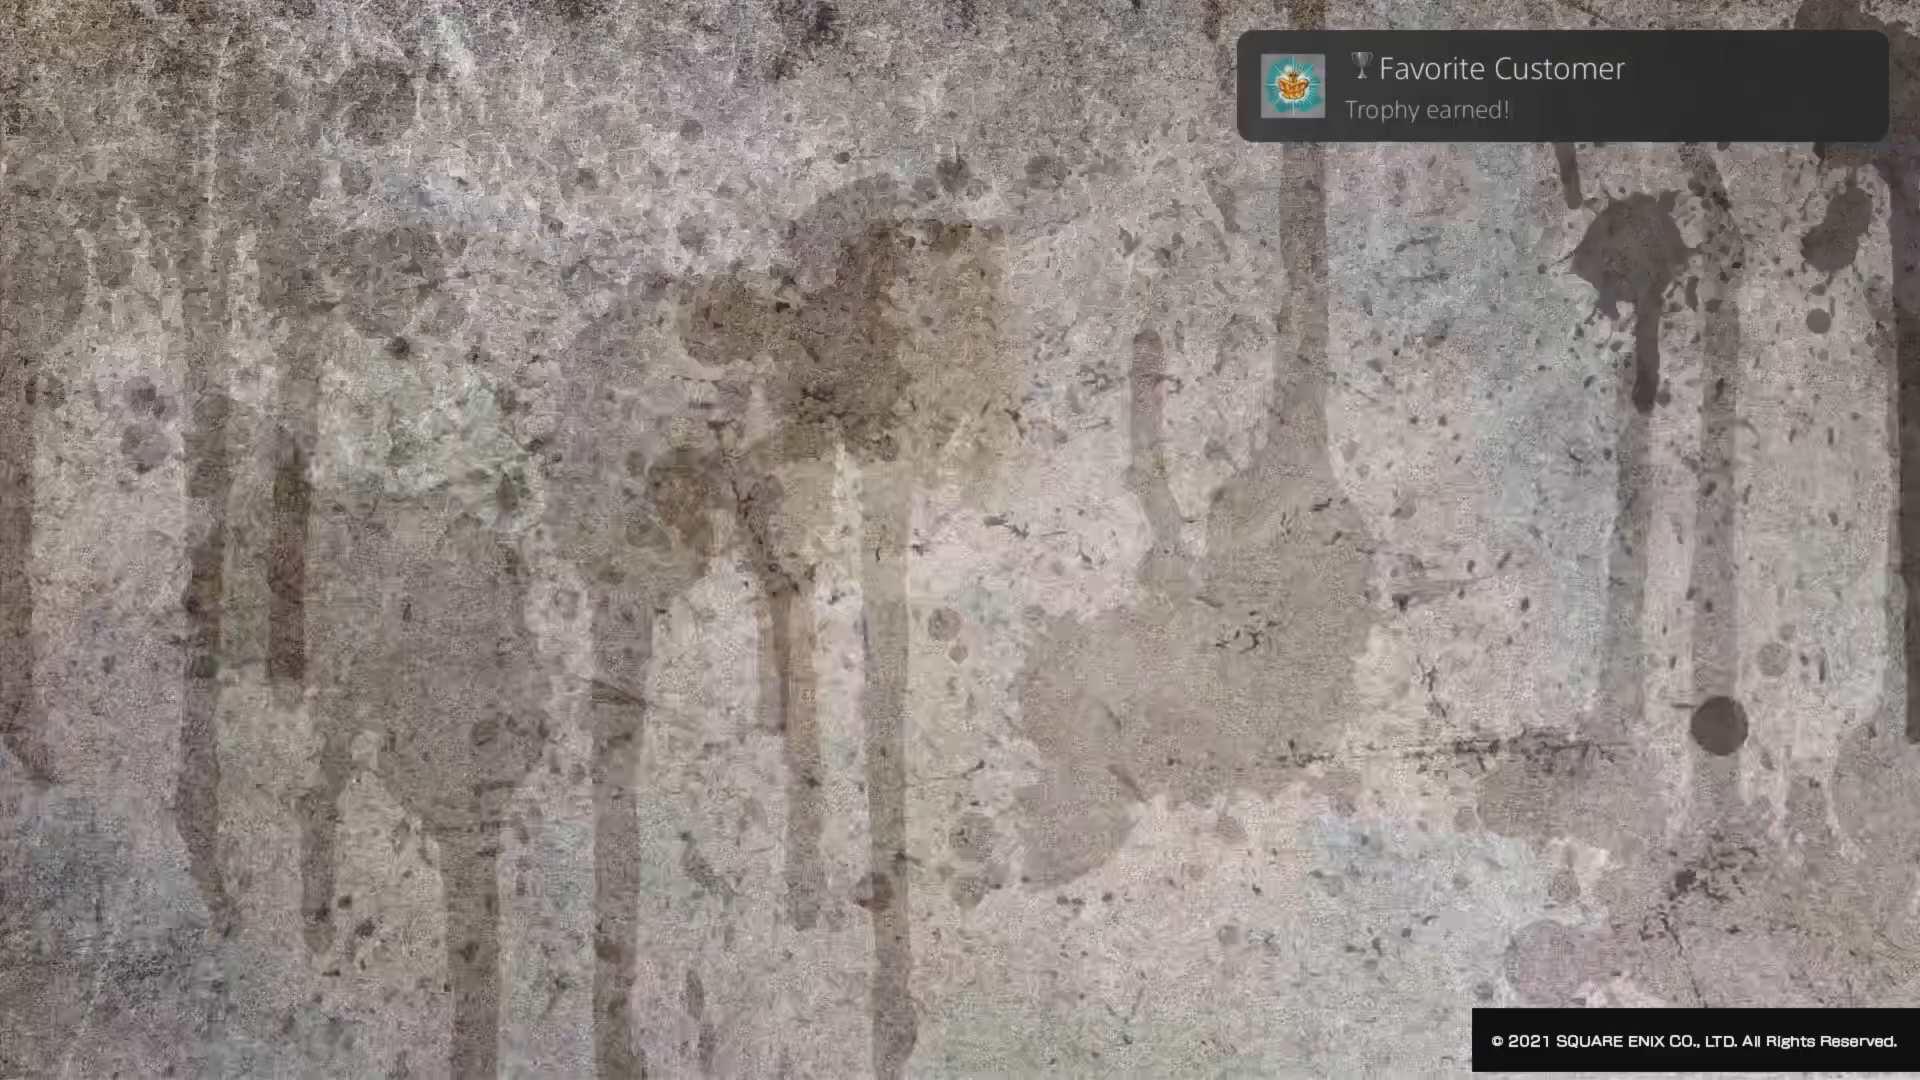 Favorite Customer
Trophy earned!
© 2021 SQUARE ENIX CO., LTD. All Rights Reserved.